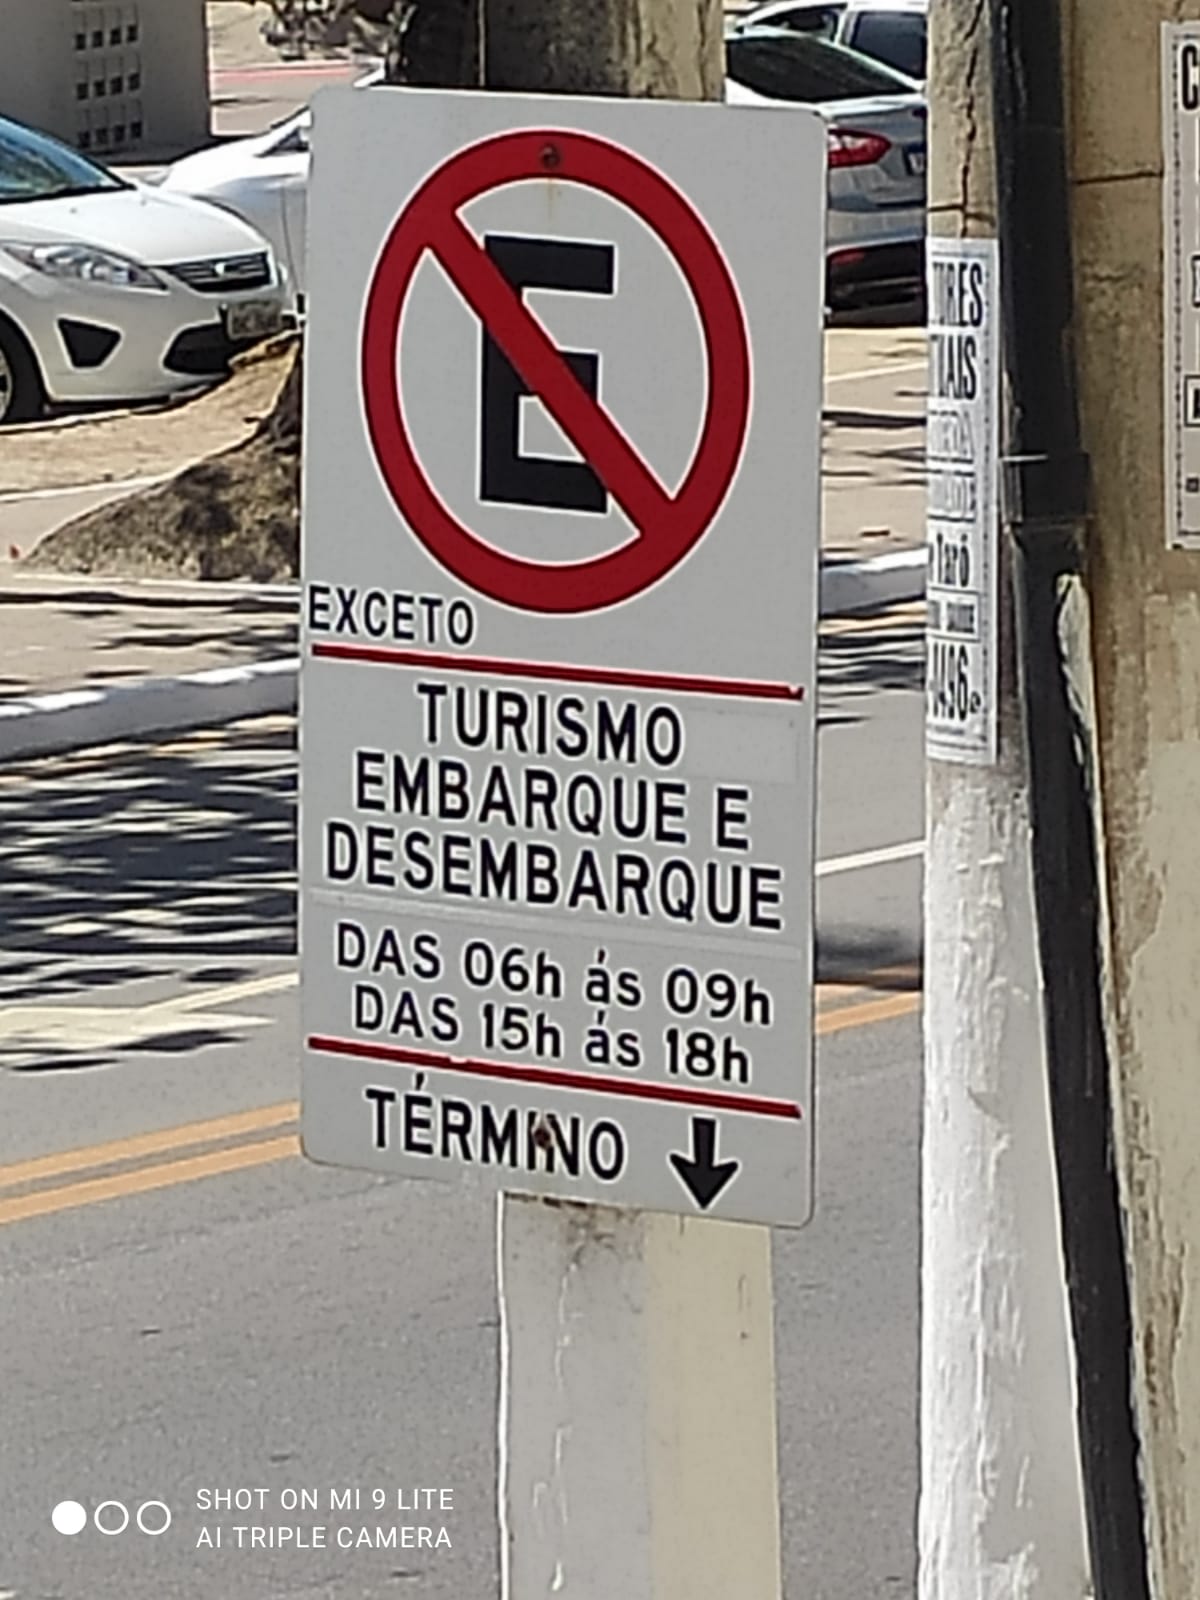 E
EXCETO
TURISMO
EMBARQUE E
DESEMBARQUE
DAS 06h ás 09h
DAS 15h ás 18h
TÉRMINO
Tarô
SHOT ON MI 9 LITE
AI TRIPLE CAMERA